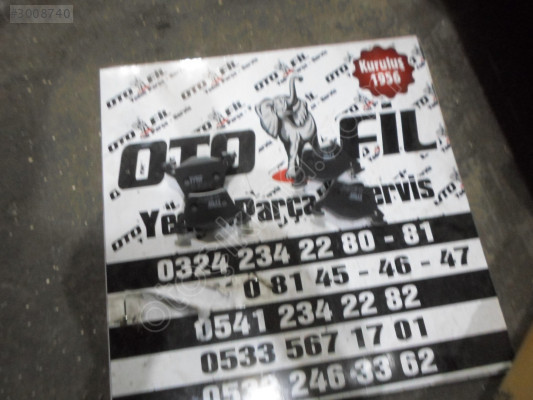 #3008740
Kuruluş
1956
OTO FİL
Yedek Parça Servis
0324 234 22 80 - 81
0 81 45 - 46 - 47
0541 234 22 82
0533 567 17 01
246 33 62